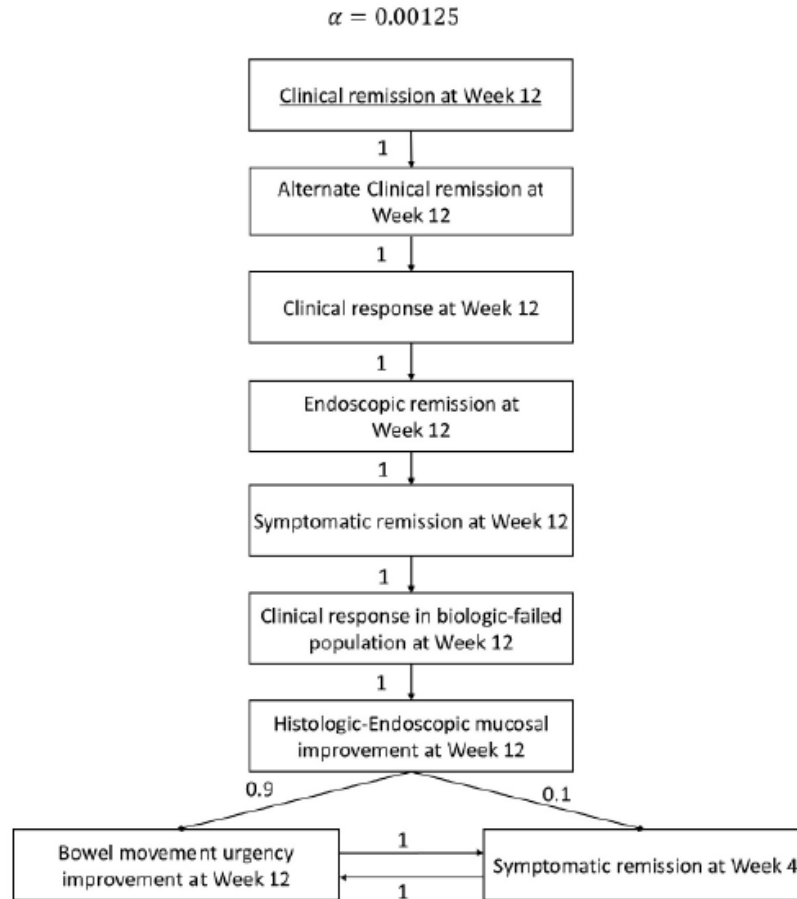 α = 0.00125
Clinical remission at Week 12
1
Alternate Clinical remission at
Week 12
1
Clinical response at Week 12
1
Endoscopic remission at
Week 12
1
Symptomatic remission at Week 12
1
Clinical response in biologic-failed
population at Week 12
1
Histologic-Endoscopic mucosal
improvement at Week 12
0.9
0.1
Bowel movement urgency
improvement at Week 12
1
1
Symptomatic remission at Week 4